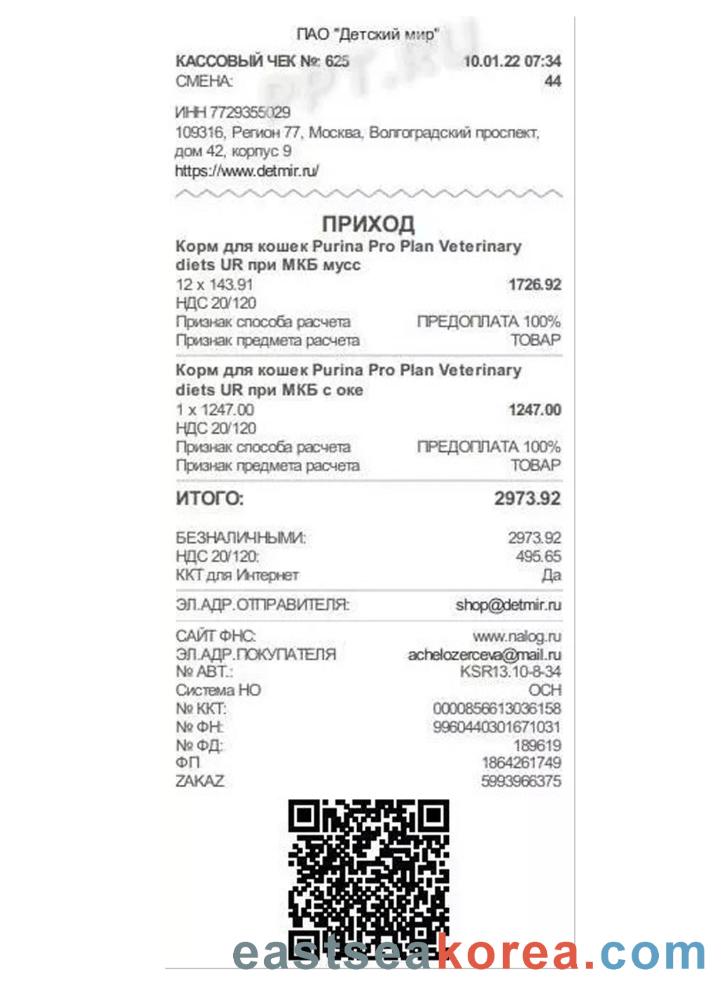 ПАО "Детский мир"
КАССОВЫЙ ЧЕК №: 625 10.01.22 07:34
СМЕНА: 44
PPT.RU
ИНН 7729355029
109316, Регион 77, Москва, Волгоградский проспект,
дом 42, корпус 9
https://www.detmir.ru/
ПРИХОД
Корм для кошек Purina Pro Plan Veterinary
diets UR при МКБ мусс
12 x 143.91 1726.92
НДС 20/120
Признак способа расчета ПРЕДОПЛАТА 100%
Признак предмета расчета ТОВАР
Корм для кошек Purina Pro Plan Veterinary
diets UR при МКБ с оке
1 x 1247.00 1247.00
НДС 20/120
Признак способа расчета ПРЕДОПЛАТА 100%
Признак предмета расчета ТОВАР
ИТОГО: 2973.92
БЕЗНАЛИЧНЫМИ: 2973.92
НДС 20/120: 495.65
ККТ для Интернет Да
ЭЛ.АДР.ОТПРАВИТЕЛЯ: shop@detmir.ru
САЙТ ФНС: www.nalog.ru
ЭЛ.АДР.ПОКУПАТЕЛЯ achelozerceva@mail.ru
№ АВТ.: KSR13.10-8-34
Система НО ОСН
№ ККТ: 0000856613036158
№ ФН: 9960440301671031
№ ФД: 189619
ФП 1864261749
ZAKAZ 5993966375
eastseakorea.com